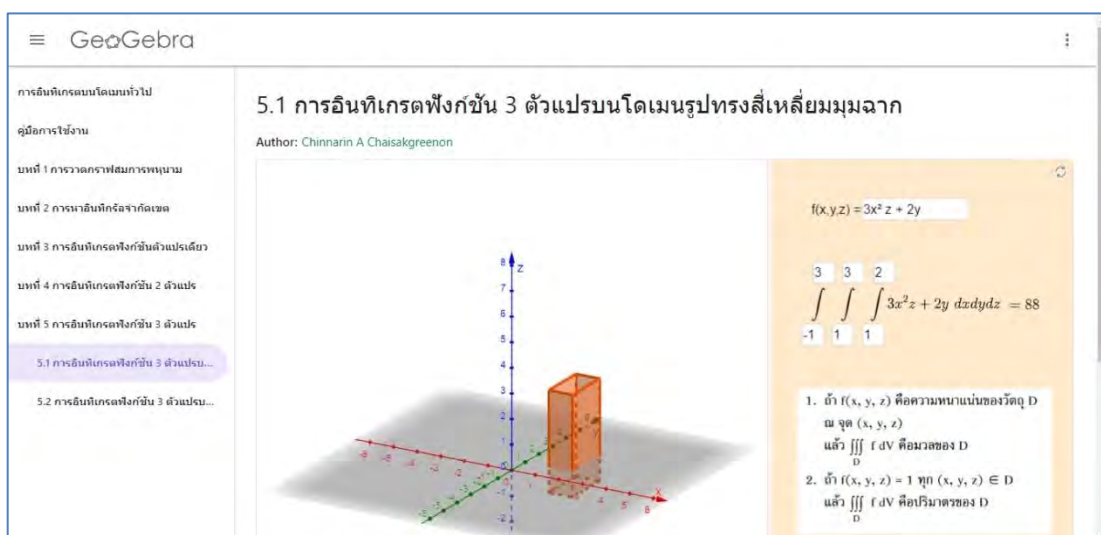 GeoGebra
การอินทิเกรตบนโดเมนทั่วไป
คู่มือการใช้งาน
บทที่ 1 การวาดกราฟสมการพหุนาม
บทที่ 2 การหาอินทิกรัลจำกัดเขต
บทที่ 3 การอินทิเกรตฟังก์ชันตัวแปรเดียว
บทที่ 4 การอินทิเกรตฟังก์ชัน 2 ตัวแปร
บทที่ 5 การอินทิเกรตฟังก์ชัน 3 ตัวแปร
5.1 การอินทิเกรตฟังก์ชัน 3 ตัวแปรบ...
5.2 การอินทิเกรตฟังก์ชัน 3 ตัวแปรบ...
5.1 การอินทิเกรตฟังก์ชัน 3 ตัวแปรบนโดเมนรูปทรงสี่เหลี่ยมมุมฉาก
Author: Chinnarin A Chaisakgreenon
8
z
7
6
5
4
3
2
1
0
-1
-2
x
f(x,y,z) = 3x² z + 2y
3 3 2
∫ ∫ ∫ 3x²z + 2y dxdydz = 88
-1 1 1
1. ถ้า f(x, y, z) คือความหนาแน่นของวัตถุ D
ณ จุด (x, y, z)
แล้ว ∭ f dV คือมวลของ D
D
2. ถ้า f(x, y, z) = 1 ทุก (x, y, z) ∈ D
แล้ว ∭ f dV คือปริมาตรของ D
D